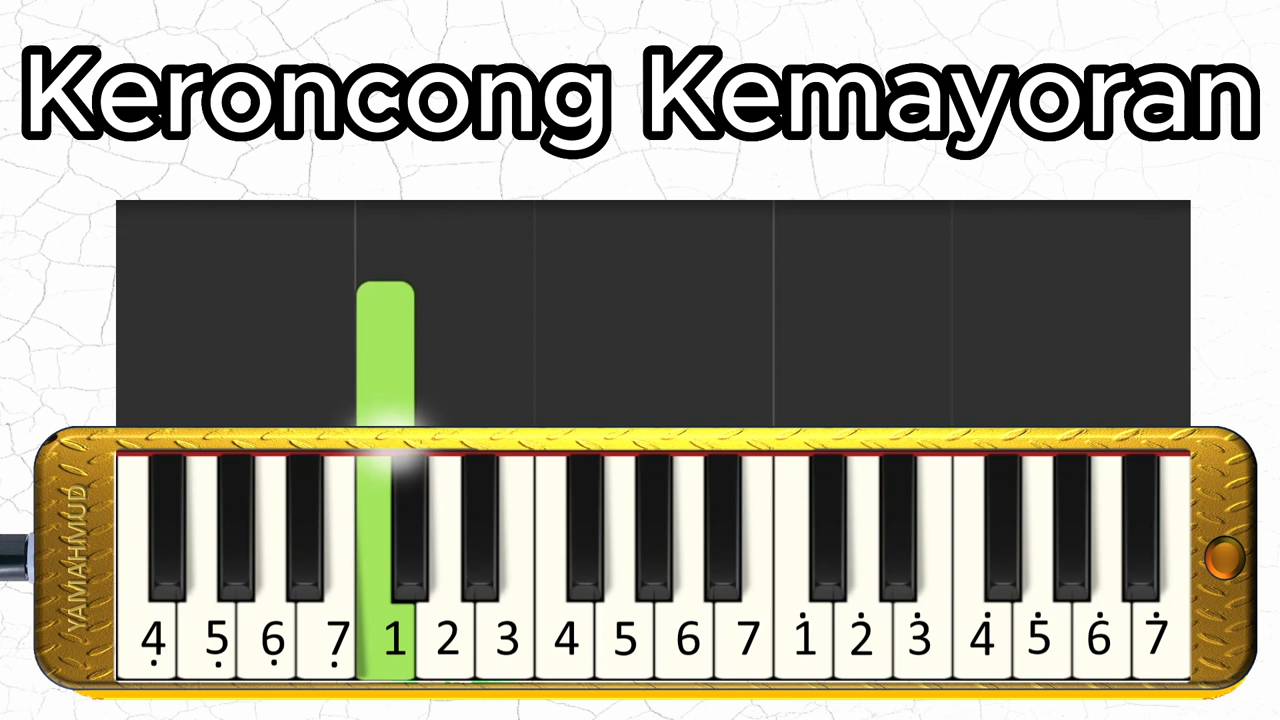 Keroncong Kemayoran
YAMAHMUD
4̣ 5̣ 6̣ 7̣ 1 2 3 4 5 6 7 1̇ 2̇ 3̇ 4̇ 5̇ 6̇ 7̇